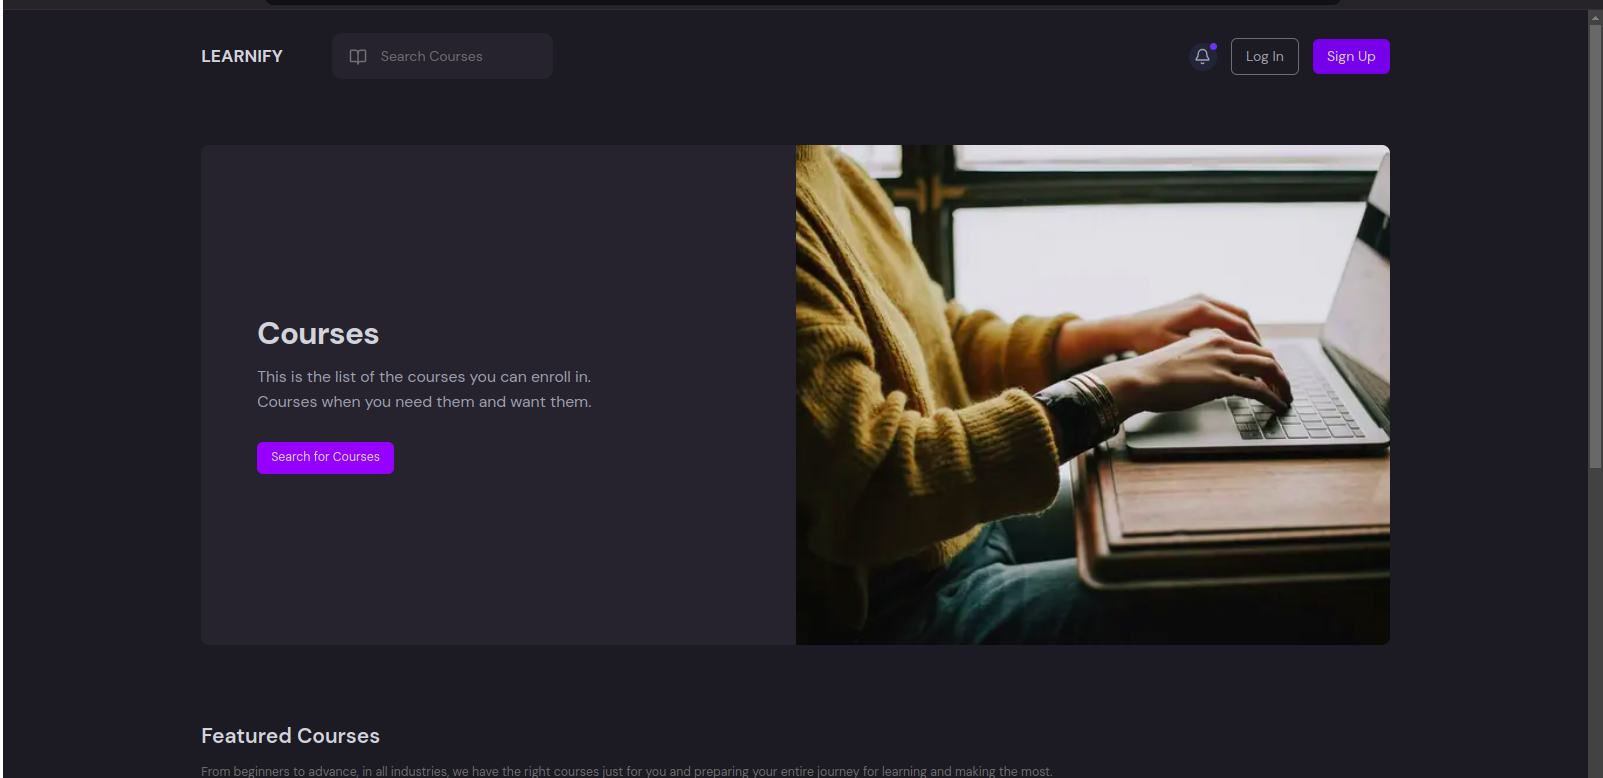 LEARNIFY
Search Courses
Log In
Sign Up
Courses
This is the list of the courses you can enroll in.
Courses when you need them and want them.
Search for Courses
Featured Courses
From beginners to advance, in all industries, we have the right courses just for you and preparing your entire journey for learning and making the most.